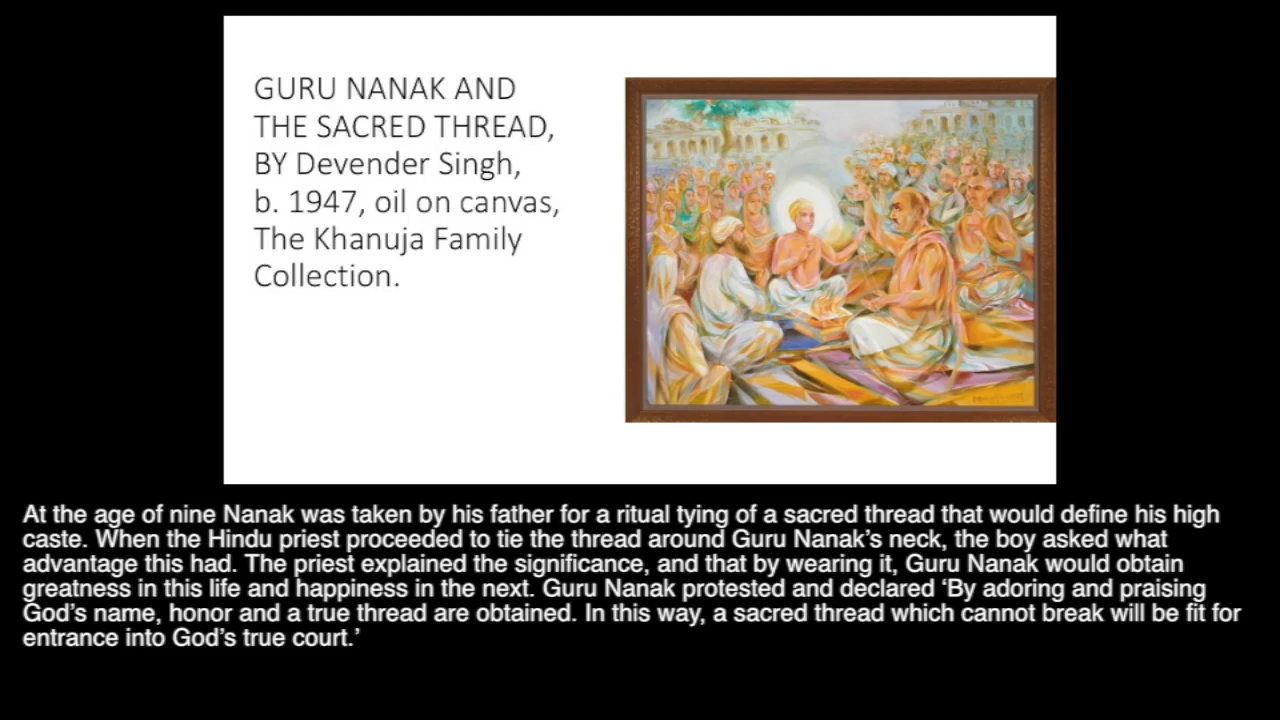 GURU NANAK AND
THE SACRED THREAD,
BY Devender Singh,
b. 1947, oil on canvas,
The Khanuja Family
Collection.
At the age of nine Nanak was taken by his father for a ritual tying of a sacred thread that would define his high
caste. When the Hindu priest proceeded to tie the thread around Guru Nanak’s neck, the boy asked what
advantage this had. The priest explained the significance, and that by wearing it, Guru Nanak would obtain
greatness in this life and happiness in the next. Guru Nanak protested and declared ‘By adoring and praising
God’s name, honor and a true thread are obtained. In this way, a sacred thread which cannot break will be fit for
entrance into God’s true court.’